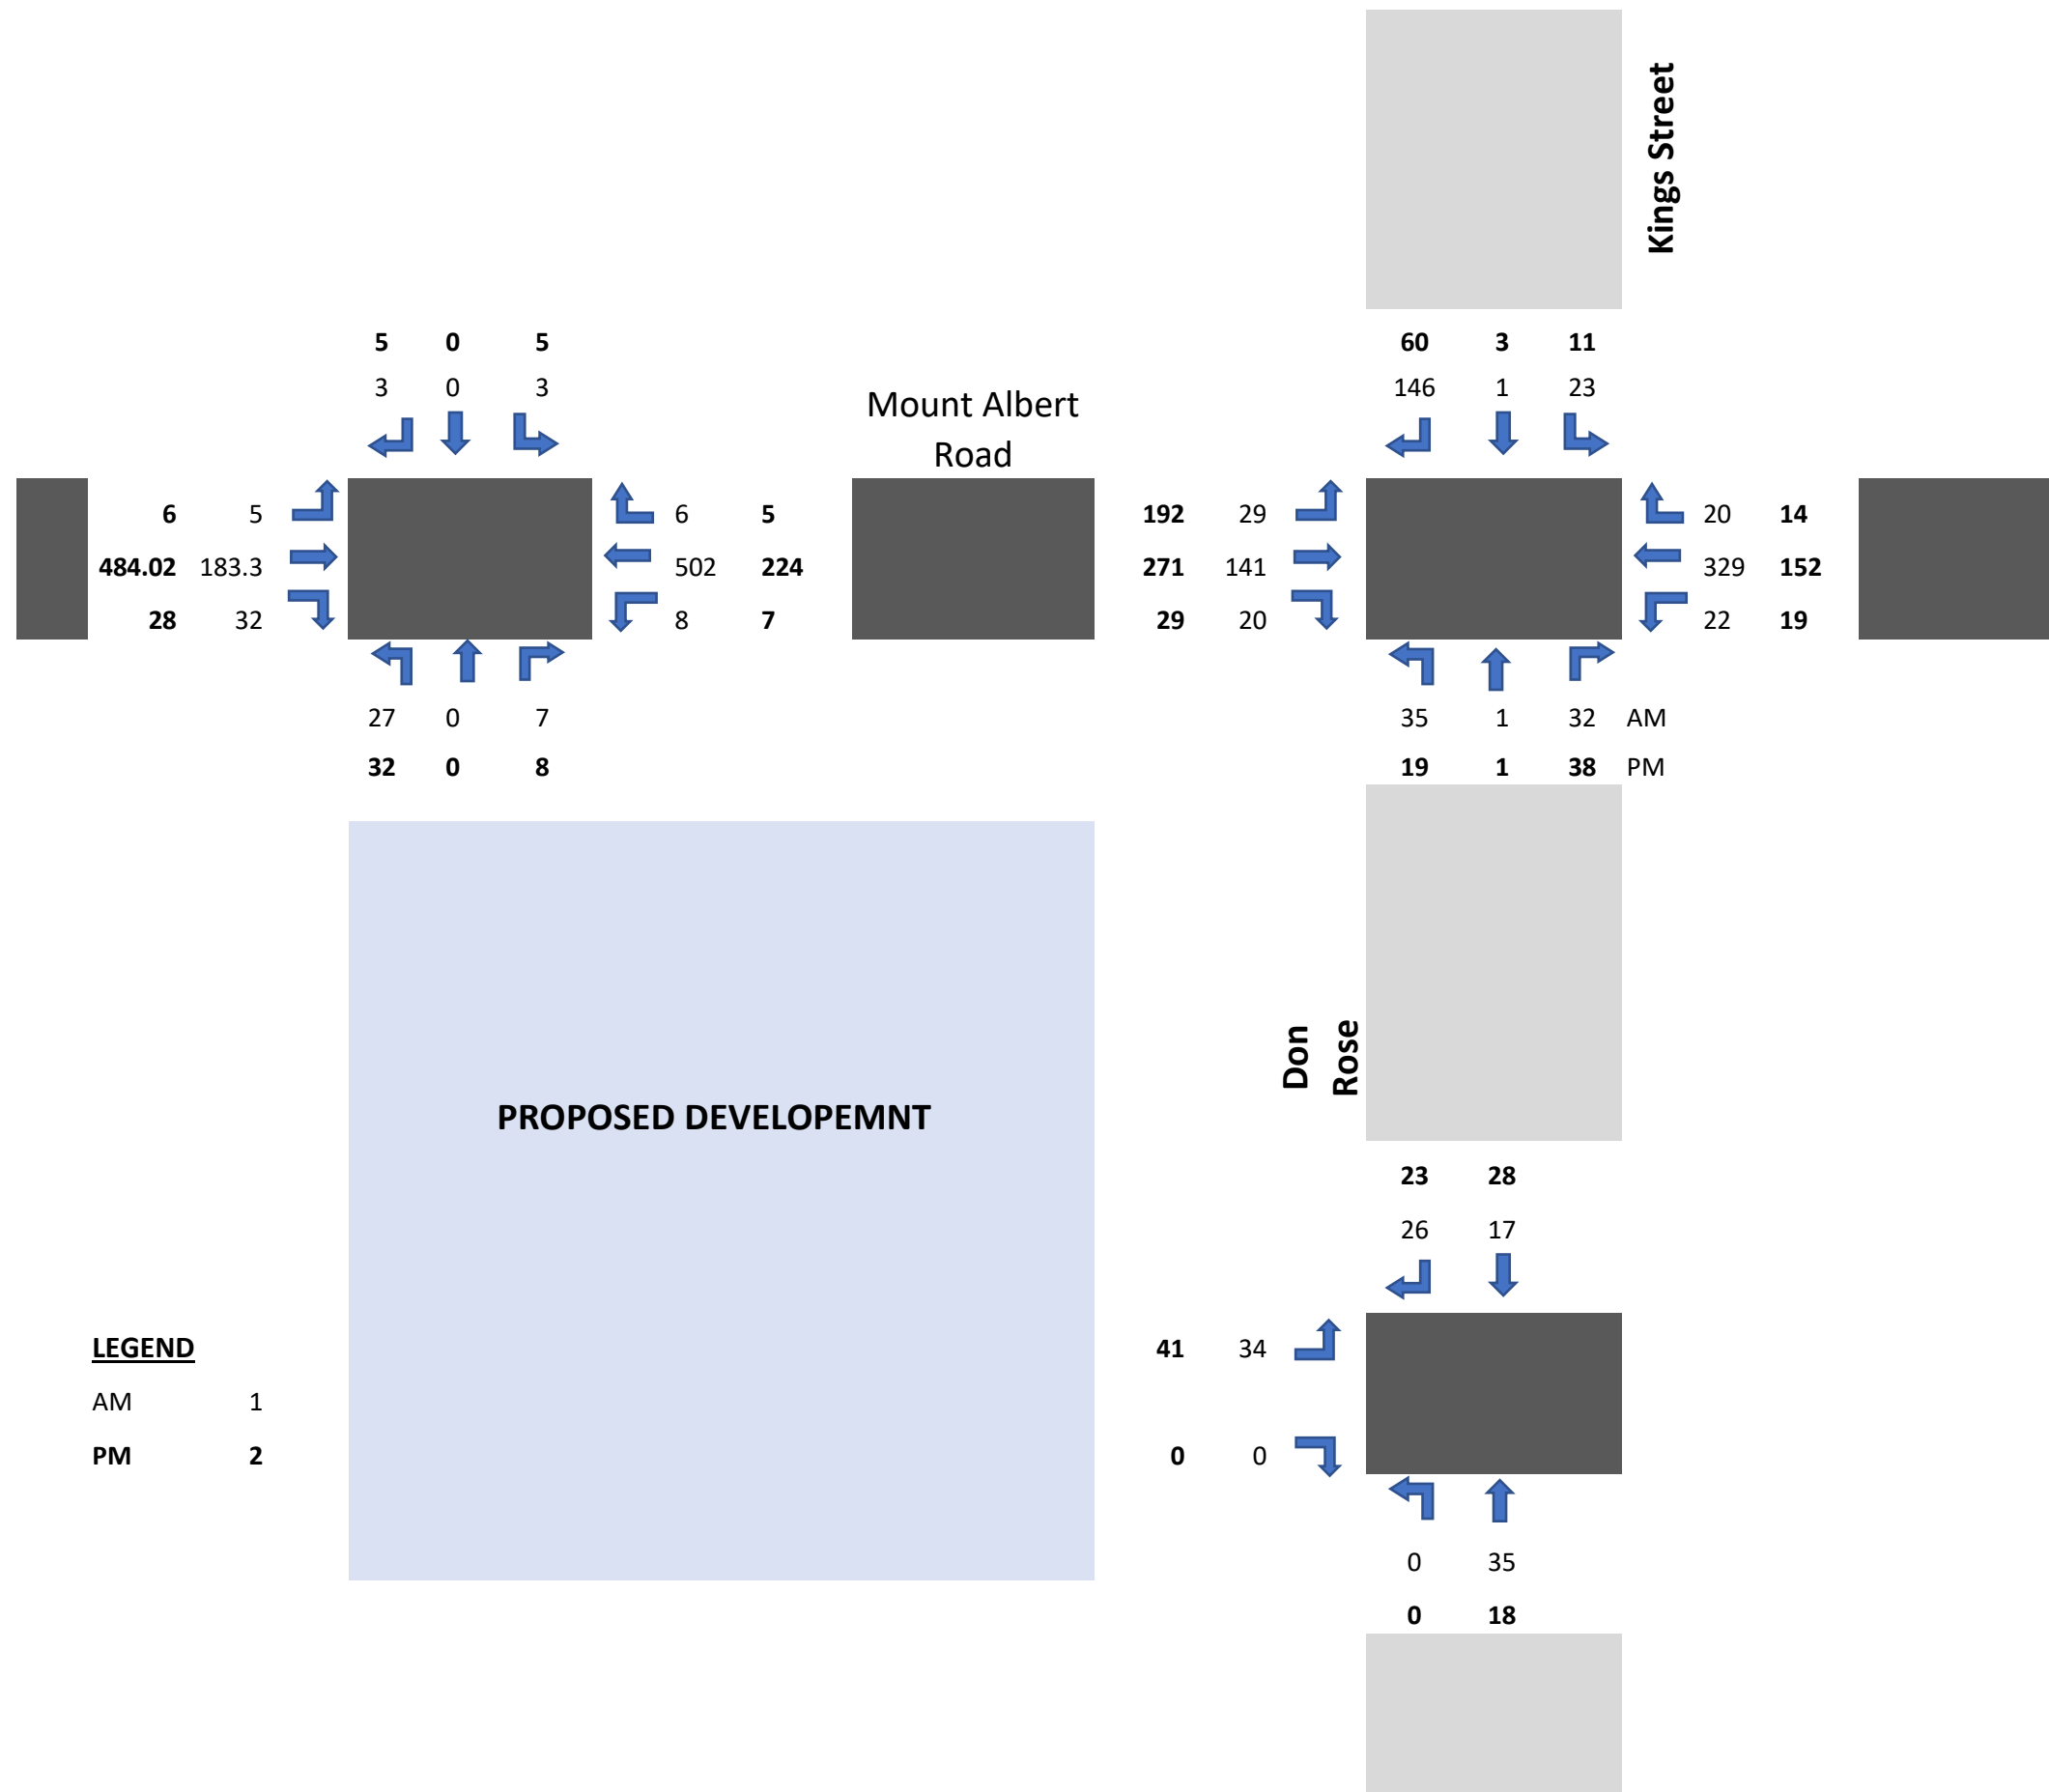 Kings Street
5 0 5
3 0 3
60 3 11
146 1 23
Mount Albert
Road
6 5
484.02 183.3
28 32
6 5
502 224
8 7
192 29
271 141
29 20
20 14
329 152
22 19
27 0 7
32 0 8
35 1 32 AM
19 1 38 PM
Don
Rose
PROPOSED DEVELOPEMNT
23 28
26 17
41 34
0 0
0 35
0 18
LEGEND
AM 1
PM 2